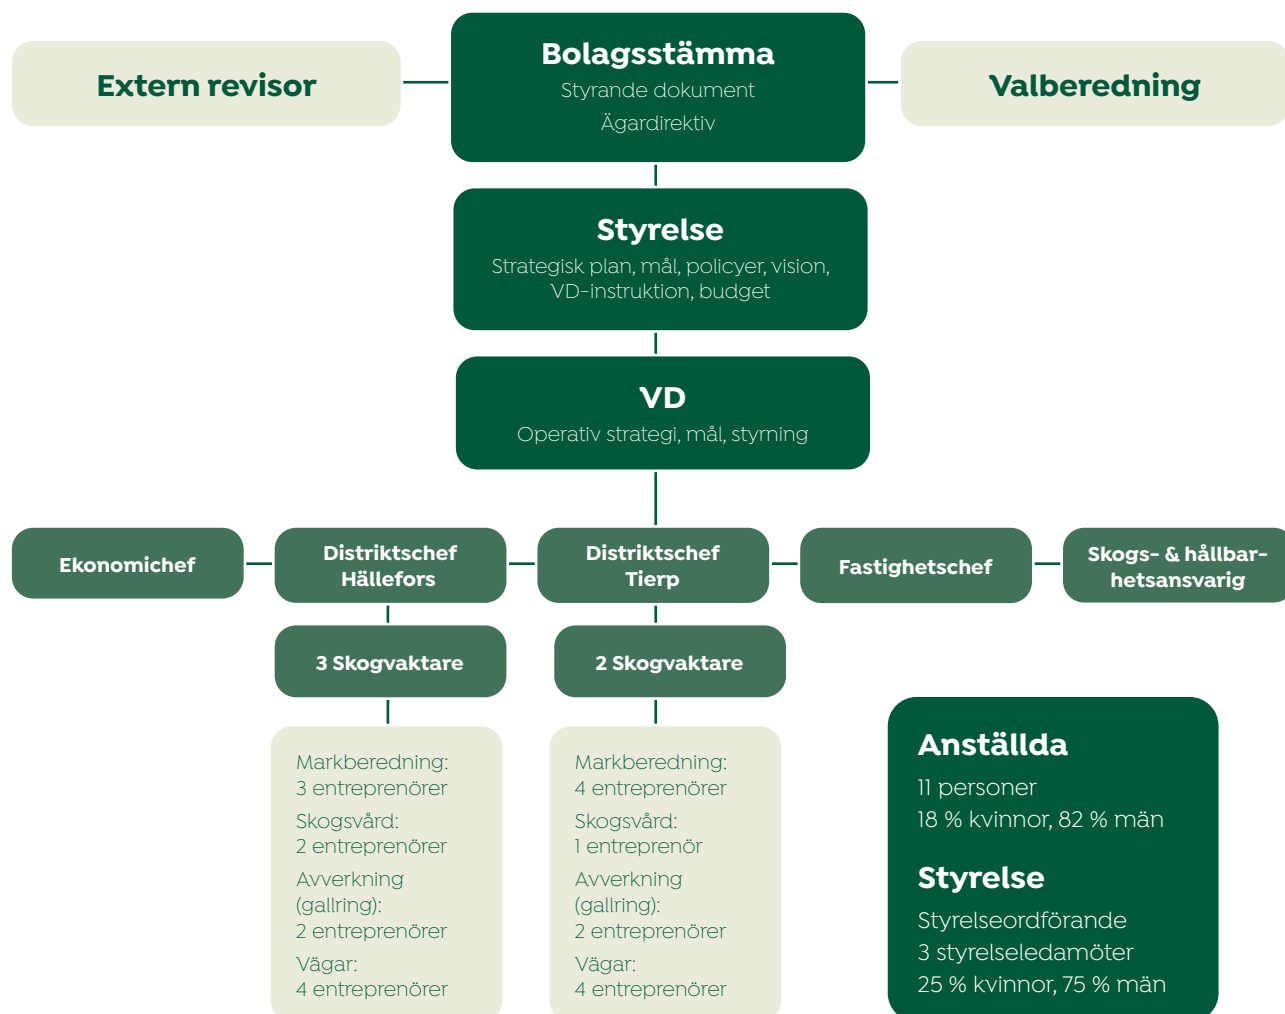 Extern revisor
Bolagsstämma
Styrande dokument
Ägardirektiv
Valberedning
Styrelse
Strategisk plan, mål, policyer, vision,
VD-instruktion, budget
VD
Operativ strategi, mål, styrning
Ekonomichef
Distriktschef
Hällefors
Distriktschef
Tierp
Fastighetschef
Skogs- & hållbar-
hetsansvarig
3 Skogvaktare
2 Skogvaktare
Markberedning:
3 entreprenörer
Skogsvård:
2 entreprenörer
Avverkning
(gallring):
2 entreprenörer
Vägar:
4 entreprenörer
Markberedning:
4 entreprenörer
Skogsvård:
1 entreprenör
Avverkning
(gallring):
2 entreprenörer
Vägar:
4 entreprenörer
Anställda
11 personer
18 % kvinnor, 82 % män
Styrelse
Styrelseordförande
3 styrelseledamöter
25 % kvinnor, 75 % män